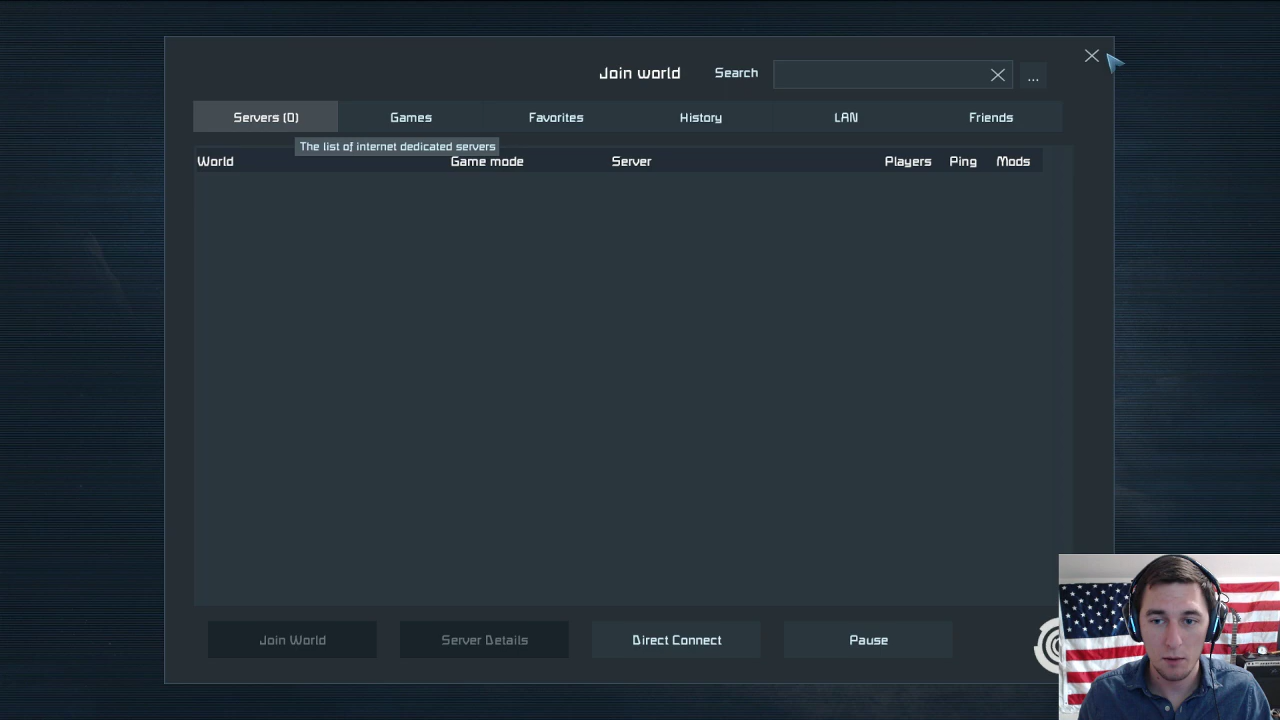 Join world
Search
...
Servers (0)
Games
Favorites
History
LAN
Friends
The list of internet dedicated servers
World
Game mode
Server
Players
Ping
Mods
Join World
Server Details
Direct Connect
Pause